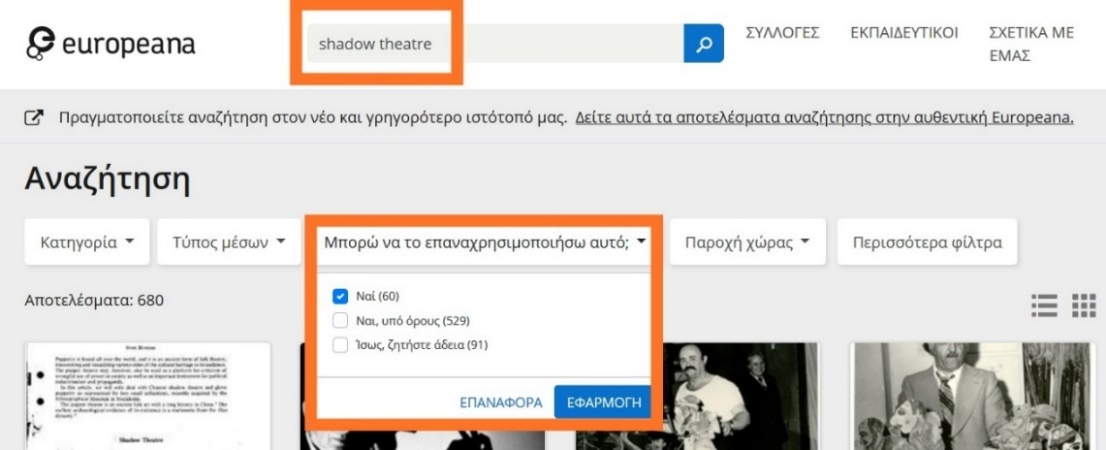 europeana
shadow theatre
ΣΥΛΛΟΓΕΣ ΕΚΠΑΙΔΕΥΤΙΚΟΙ ΣΧΕΤΙΚΑ ΜΕ ΕΜΑΣ
Πραγματοποιείτε αναζήτηση στον νέο και γρηγορότερο ιστότοπό μας. Δείτε αυτά τα αποτελέσματα αναζήτησης στην αυθεντική Europeana.
Αναζήτηση
Κατηγορία Τύπος μέσων Μπορώ να το επαναχρησιμοποιήσω αυτό; Παροχή χώρας Περισσότερα φίλτρα
Αποτελέσματα: 680
Ναί (60)
Ναι, υπό όρους (529)
Ίσως, ζητήστε άδεια (91)
ΕΠΑΝΑΦΟΡΑ ΕΦΑΡΜΟΓΗ
Shadow Theatre